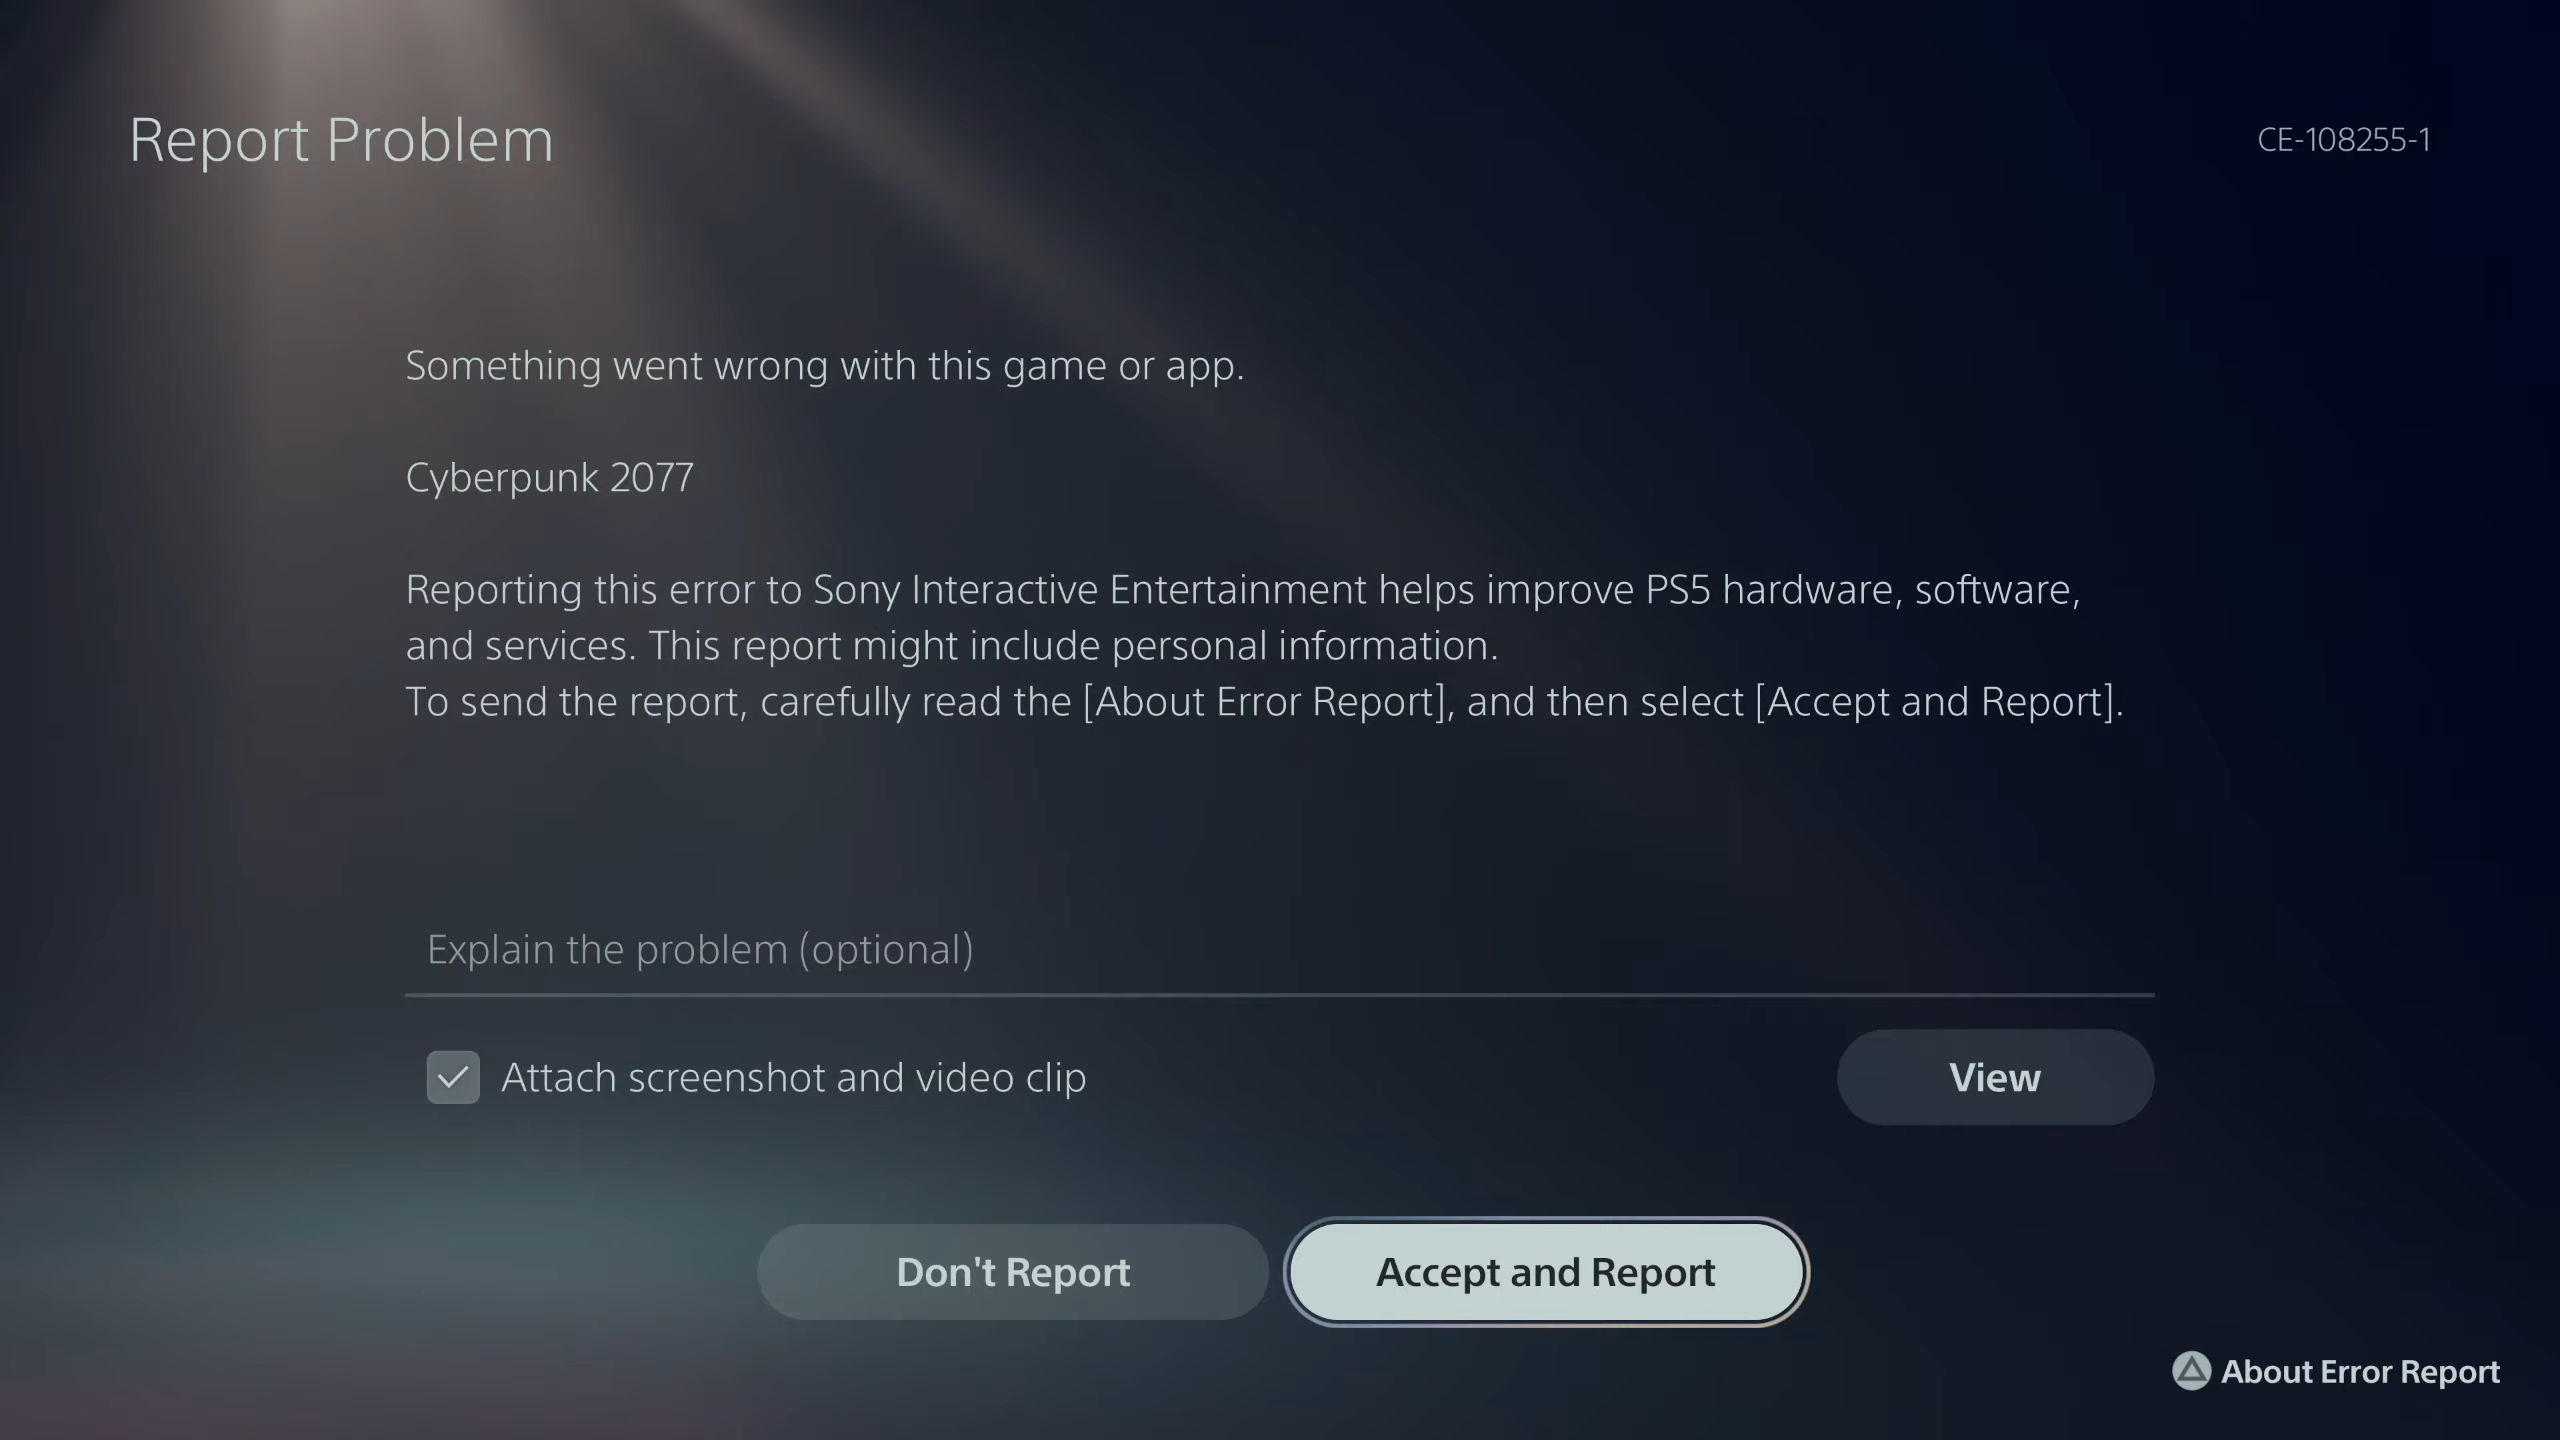 Report Problem
CE-108255-1
Something went wrong with this game or app.
Cyberpunk 2077
Reporting this error to Sony Interactive Entertainment helps improve PS5 hardware, software,
and services. This report might include personal information.
To send the report, carefully read the [About Error Report], and then select [Accept and Report].
Explain the problem (optional)
Attach screenshot and video clip
View
Don't Report
Accept and Report
About Error Report